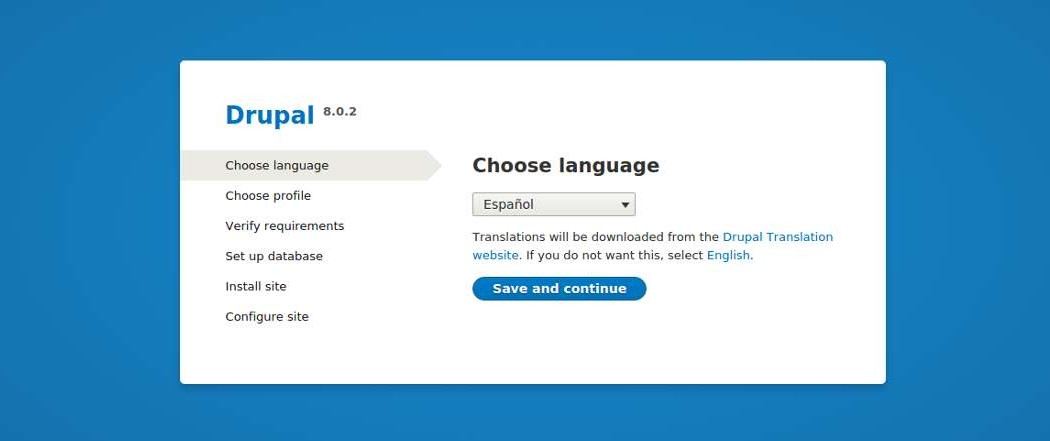 Drupal 8.0.2
Choose language
Choose profile
Verify requirements
Set up database
Install site
Configure site
Choose language
Español
Translations will be downloaded from the Drupal Translation
website. If you do not want this, select English.
Save and continue